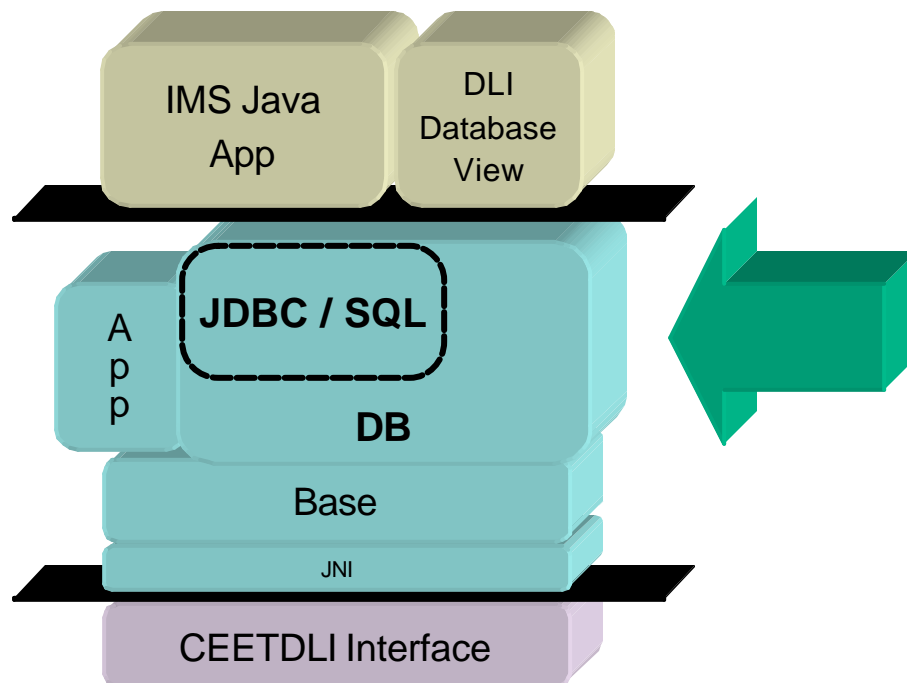 IMS Java
App
DLI
Database
View
JDBC / SQL
A
p
p
DB
Base
JNI
CEETDLI Interface